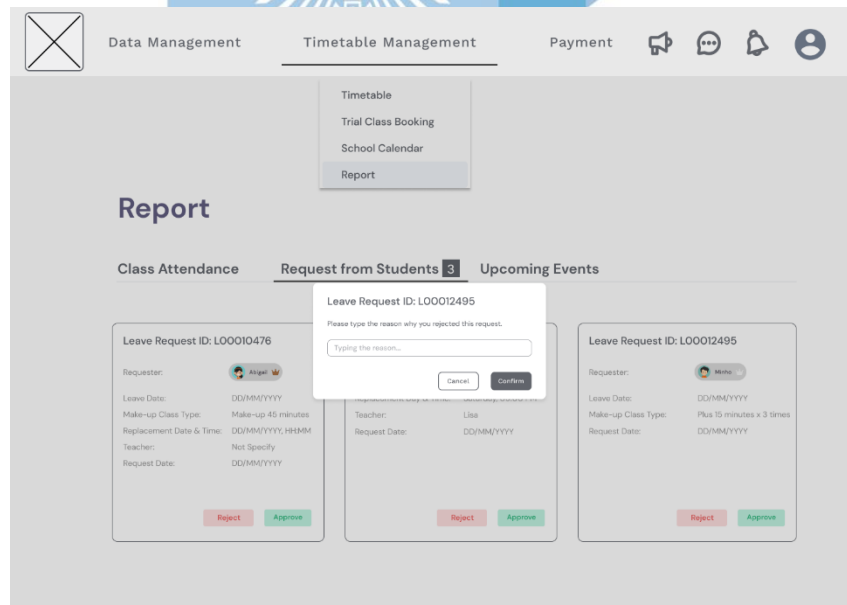 Data Management
Timetable Management
Payment
Timetable
Trial Class Booking
School Calendar
Report
Report
Class Attendance
Request from Students 3
Upcoming Events
Leave Request ID: L00012495
Please type the reason why you rejected this request.
Typing the reason...
Cancel
Confirm
Leave Request ID: L00010476
Requester: Abigail
Leave Date: DD/MM/YYYY
Make-up Class Type: Make-up 45 minutes
Replacement Date & Time: DD/MM/YYYY, HH:MM
Teacher: Not Specify
Request Date: DD/MM/YYYY
Reject
Approve
Teacher: Lisa
Request Date: DD/MM/YYYY
Reject
Approve
Leave Request ID: L00012495
Requester: Minho
Leave Date: DD/MM/YYYY
Make-up Class Type: Plus 15 minutes x 3 times
Request Date: DD/MM/YYYY
Reject
Approve